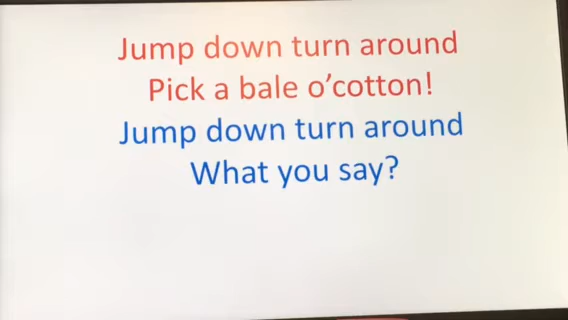 Jump down turn around
Pick a bale o’cotton!
Jump down turn around
What you say?